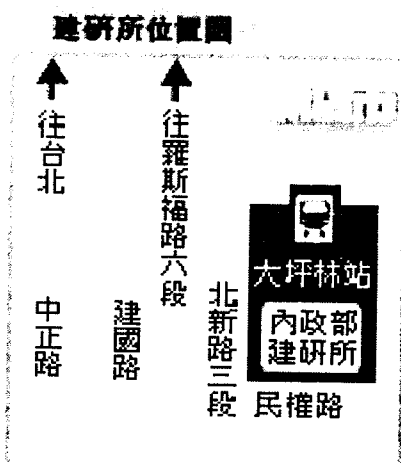 建研所位置圖
往台北
往羅斯福路六段
大坪林站
內政部
建研所
中正路
建國路
北新路三段
民權路